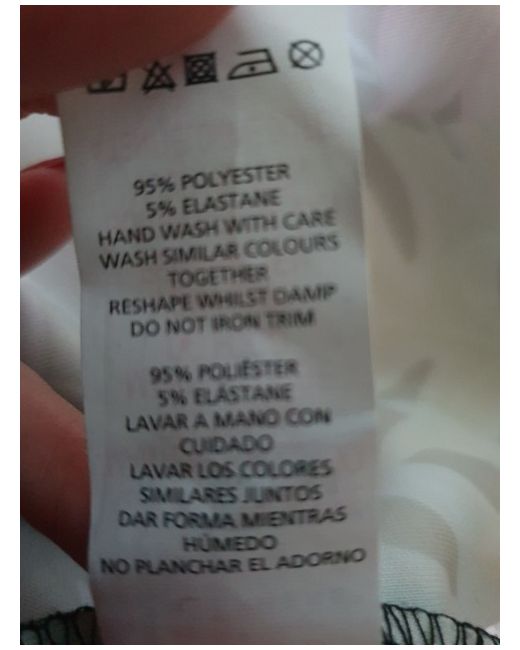 95% POLYESTER
5% ELASTANE
HAND WASH WITH CARE
WASH SIMILAR COLOURS
TOGETHER
RESHAPE WHILST DAMP
DO NOT IRON TRIM
95% POLIÉSTER
5% ELASTANE
LAVAR A MANO CON
CUIDADO
LAVAR LOS COLORES
SIMILARES JUNTOS
DAR FORMA MIENTRAS
HÚMEDO
NO PLANCHAR EL ADORNO